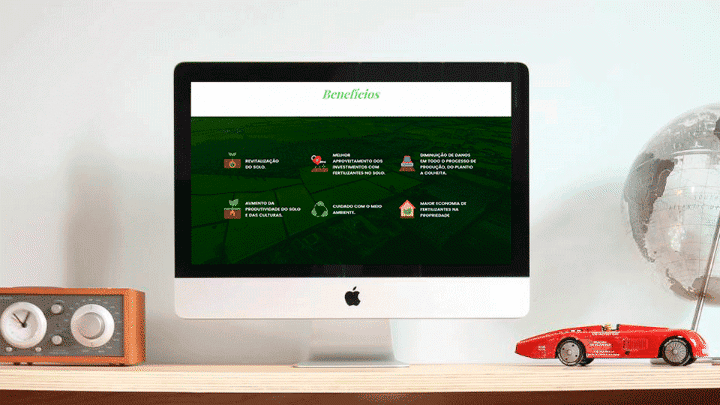 Benefícios
REVITALIZAÇÃO
DO SOLO.
MELHOR
APROVEITAMENTO DOS
INVESTIMENTOS COM
FERTILIZANTES NO SOLO.
DIMINUIÇÃO DE DANOS
EM TODO O PROCESSO DE
PRODUÇÃO, DO PLANTIO
A COLHEITA.
AUMENTO DA
PRODUTIVIDADE DO SOLO
E DAS CULTURAS.
CUIDADO COM O MEIO
AMBIENTE.
MAIOR ECONOMIA DE
FERTILIZANTES NA
PROPRIEDADE